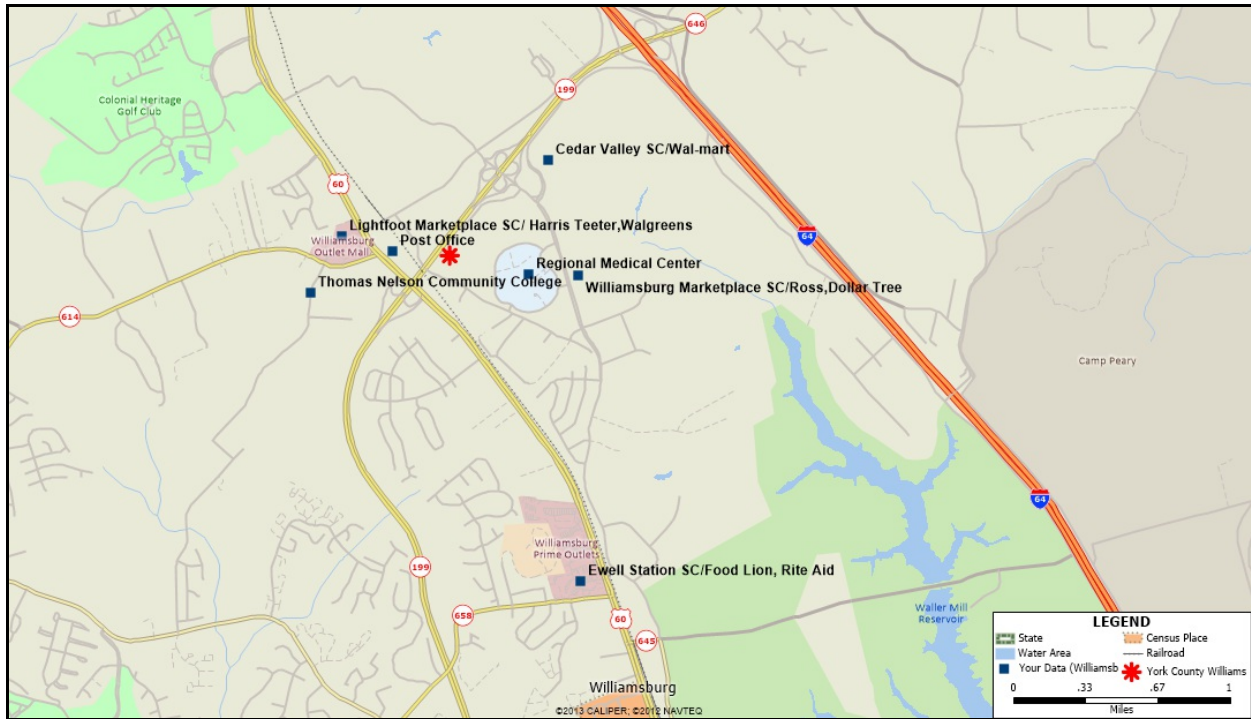 646
Colonial Heritage
Golf Club
199
Cedar Valley SC/Wal-mart
60
Lightfoot Marketplace SC/ Harris Teeter,Walgreens
64
Williamsburg
Outlet Mall
Post Office
Regional Medical Center
Thomas Nelson Community College
Williamsburg Marketplace SC/Ross,Dollar Tree
614
Camp Peary
64
Williamsburg
Prime Outlets
199
Ewell Station SC/Food Lion, Rite Aid
658
60
645
Waller Mill
Reservoir
Williamsburg
©2013 CALIPER; ©2012 NAVTEQ
LEGEND
State
Census Place
Water Area
Railroad
Your Data (Williamsb
York County Williams
0 .33 .67 1
Miles